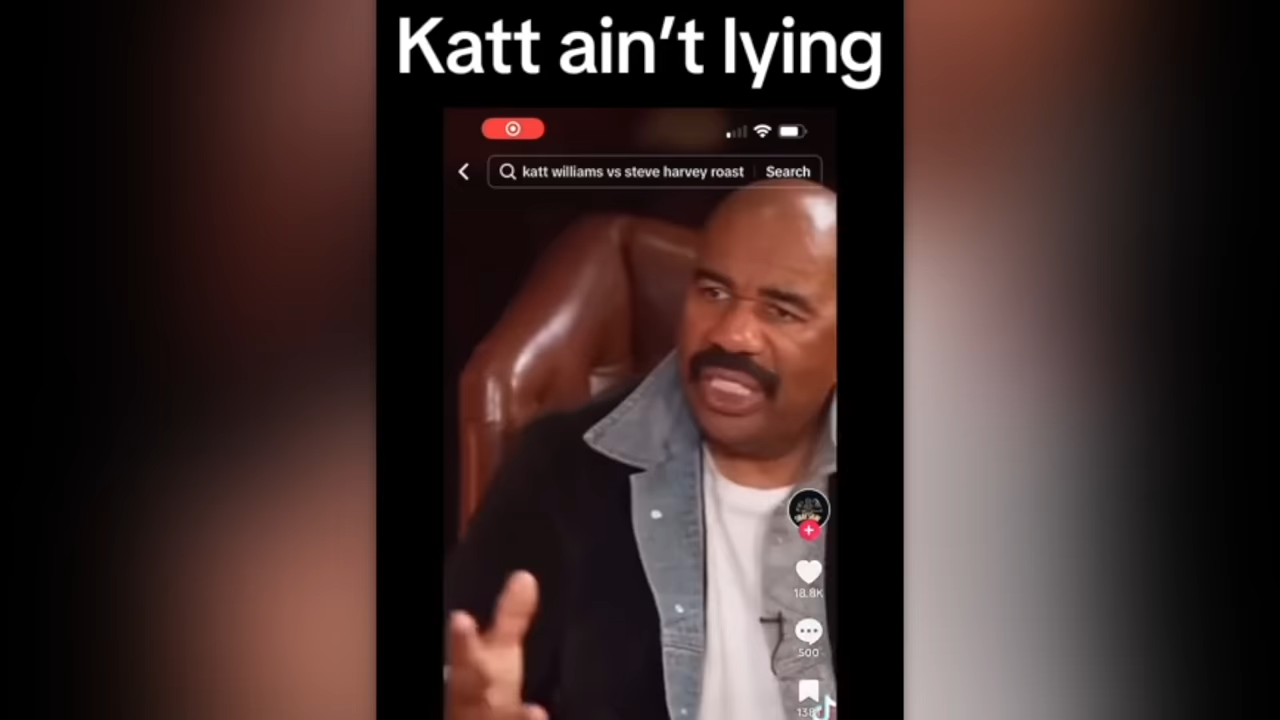 Katt ain't lying
katt williams vs steve harvey roast
Search
18.8K
500